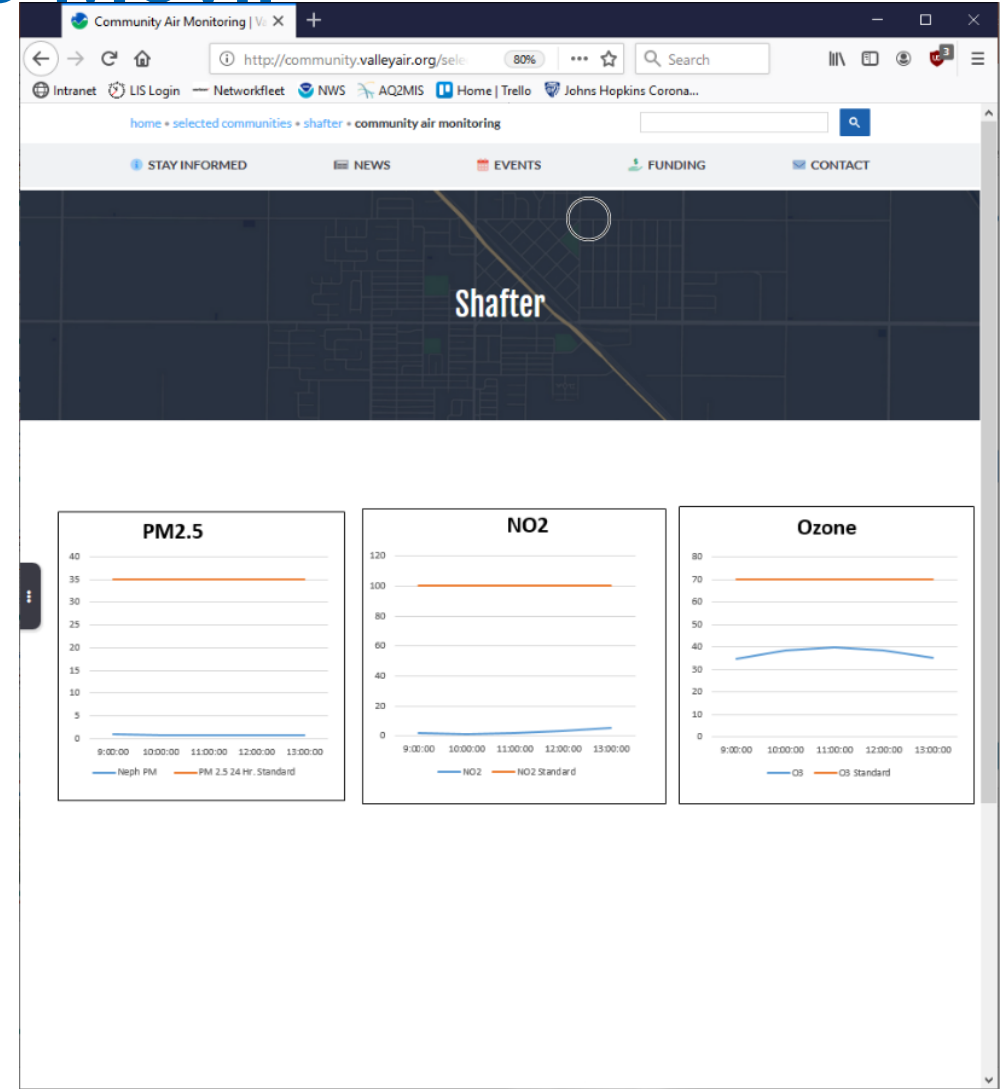 Community Air Monitoring | Va
http://community.valleyair.org/sele 80% Search 3
Intranet LIS Login Networkfleet NWS AQ2MIS Home | Trello Johns Hopkins Corona...
home • selected communities • shafter • community air monitoring
STAY INFORMED NEWS EVENTS FUNDING CONTACT
Shafter
PM2.5
40
35
30
25
20
15
10
5
0
9:00:00 10:00:00 11:00:00 12:00:00 13:00:00
Neph PM PM 2.5 24 Hr. Standard
NO2
120
100
80
60
40
20
0
9:00:00 10:00:00 11:00:00 12:00:00 13:00:00
NO2 NO2 Standard
Ozone
80
70
60
50
40
30
20
10
0
9:00:00 10:00:00 11:00:00 12:00:00 13:00:00
O3 O3 Standard